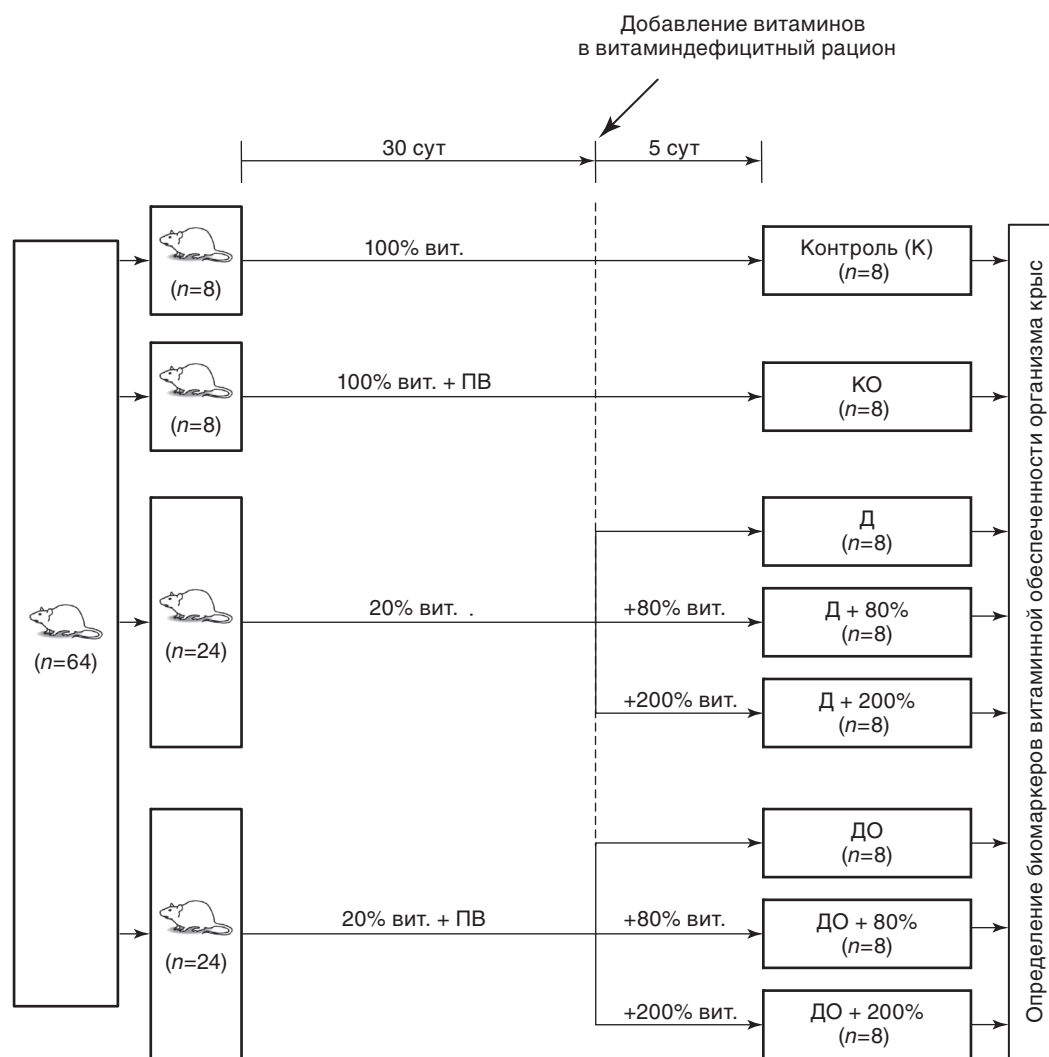 Добавление витаминов
в витаминдефицитный рацион
30 сут
5 сут
(n=8)
100% вит.
Контроль (К)
(n=8)
(n=8)
100% вит. + ПВ
КО
(n=8)
(n=64)
(n=24)
20% вит. .
Д
(n=8)
+80% вит.
Д + 80%
(n=8)
+200% вит.
Д + 200%
(n=8)
(n=24)
20% вит. + ПВ
ДО
(n=8)
+80% вит.
ДО + 80%
(n=8)
+200% вит.
ДО + 200%
(n=8)
Определение биомаркеров витаминной обеспеченности организма крыс